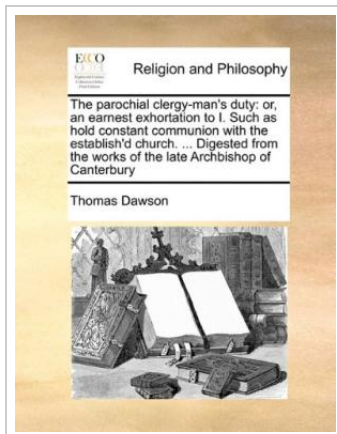 ECCO
Religion and Philosophy
The parochial clergy-man's duty: or,
an earnest exhortation to I. Such as
hold constant communion with the
establish'd church. ... Digested from
the works of the late Archbishop of
Canterbury
Thomas Dawson